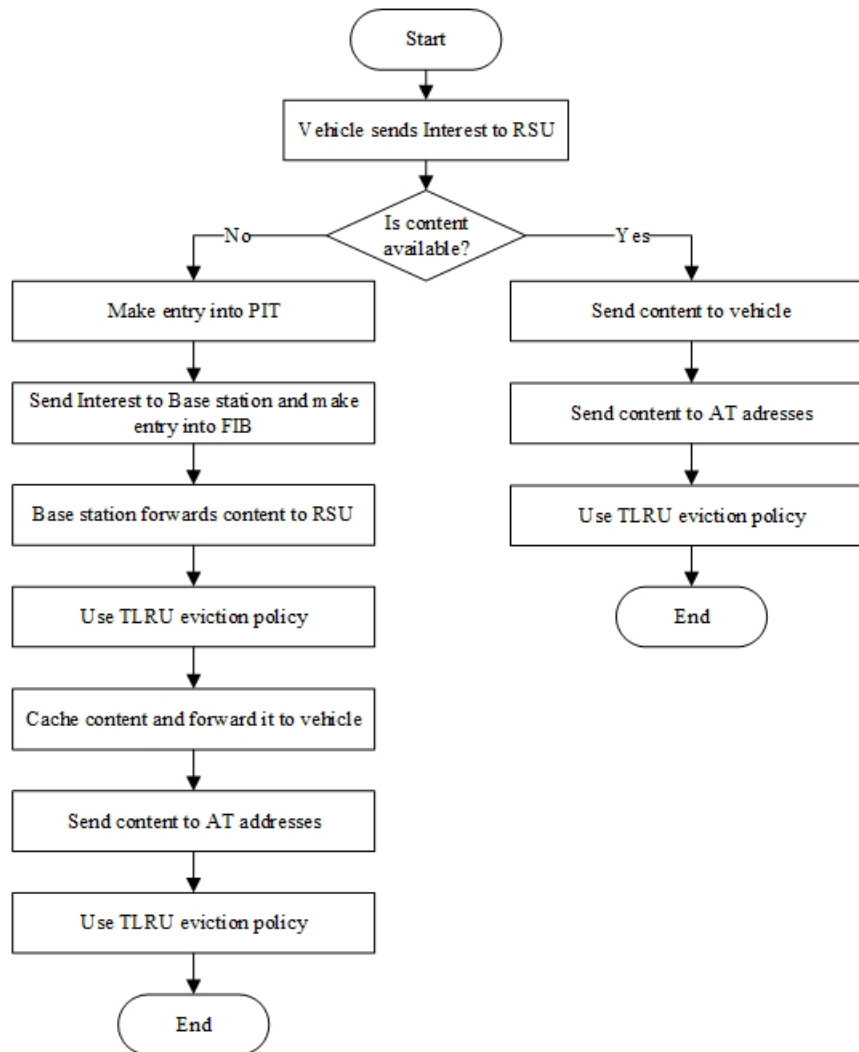 Start
Vehicle sends Interest to RSU
Is content
available?
No
Yes
Make entry into PIT
Send content to vehicle
Send Interest to Base station and make
entry into FIB
Send content to AT adresses
Base station forwards content to RSU
Use TLRU eviction policy
Use TLRU eviction policy
End
Cache content and forward it to vehicle
Send content to AT addresses
Use TLRU eviction policy
End